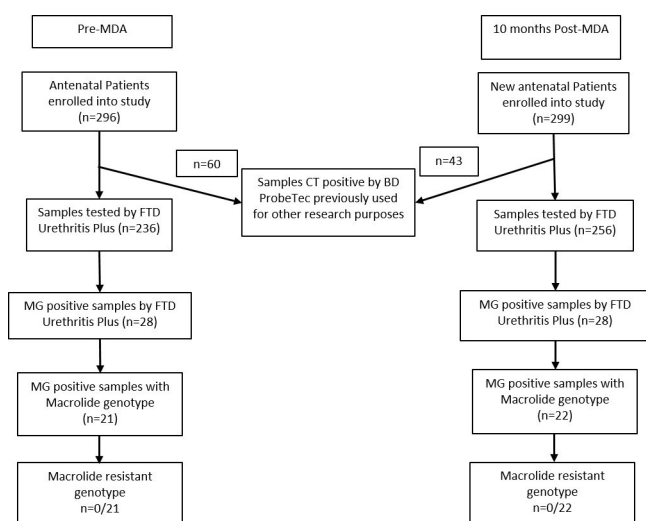 Pre-MDA
10 months Post-MDA
Antenatal Patients
enrolled into study
(n=296)
New antenatal Patients
enrolled into study
(n=299)
n=60
n=43
Samples CT positive by BD
ProbeTec previously used
for other research purposes
Samples tested by FTD
Urethritis Plus (n=236)
Samples tested by FTD
Urethritis Plus (n=256)
MG positive samples by FTD
Urethritis Plus (n=28)
MG positive samples by FTD
Urethritis Plus (n=28)
MG positive samples with
Macrolide genotype
(n=21)
MG positive samples with
Macrolide genotype
(n=22)
Macrolide resistant
genotype
n=0/21
Macrolide resistant
genotype
n=0/22